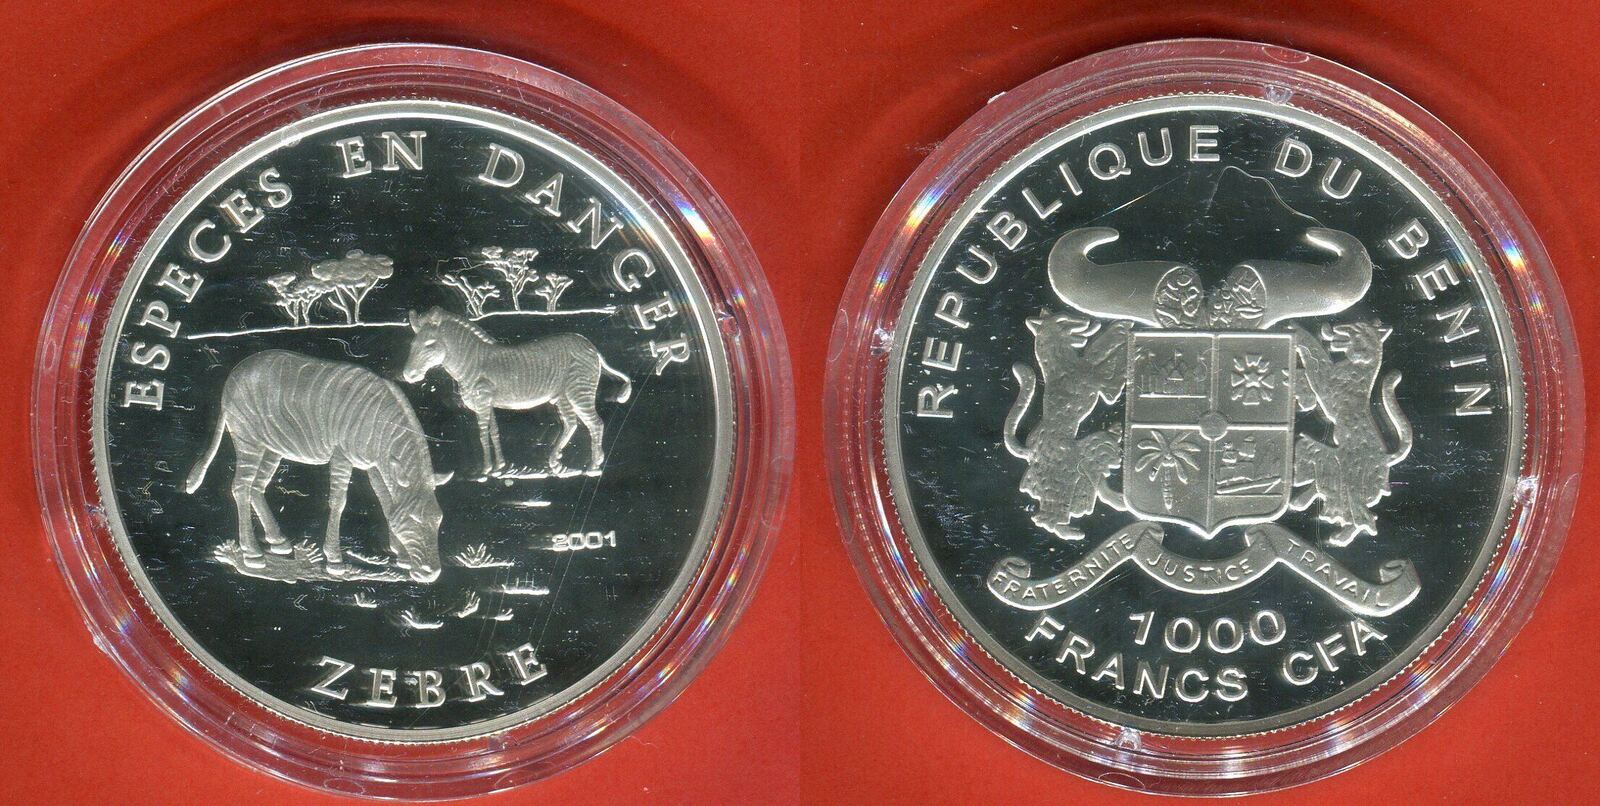 ESPECES EN DANGER
2001
ZEBRE
REPUBLIQUE DU BENIN
FRATERNITE JUSTICE TRAVAIL
1000
FRANCS CFA